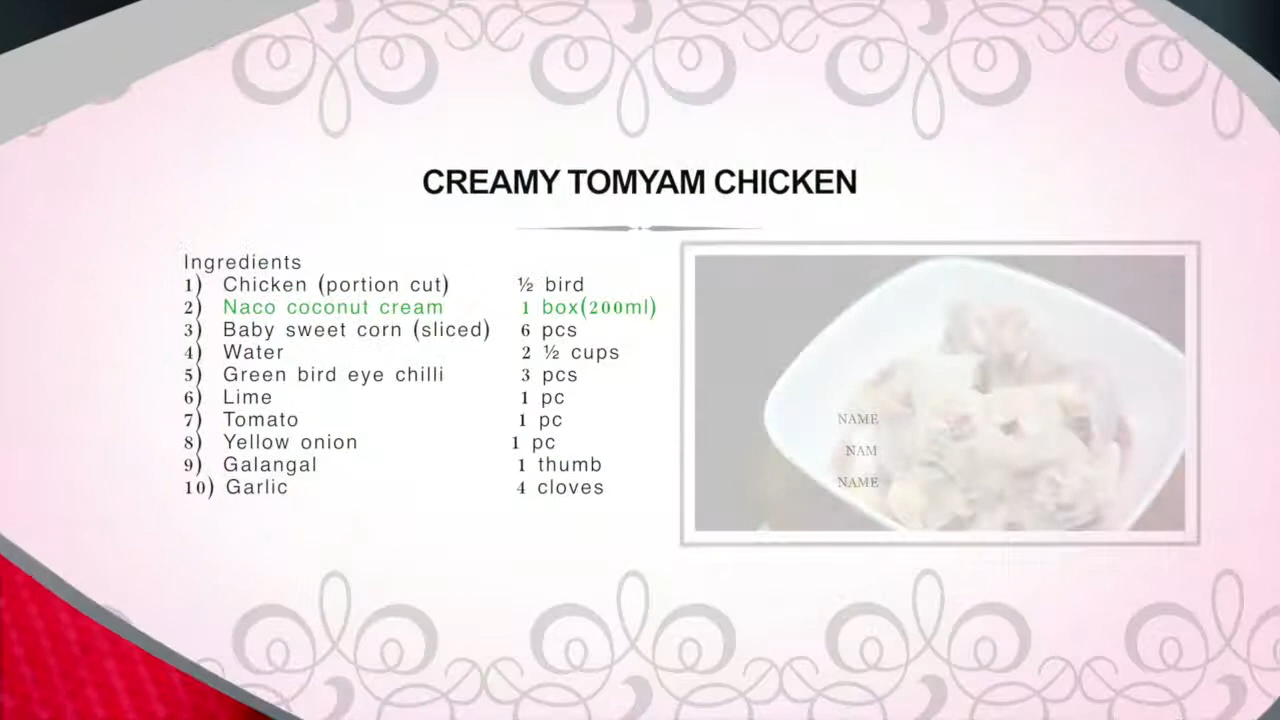 CREAMY TOMYAM CHICKEN
Ingredients
1) Chicken (portion cut) ½ bird
2) Naco coconut cream 1 box(200ml)
3) Baby sweet corn (sliced) 6 pcs
4) Water 2 ½ cups
5) Green bird eye chilli 3 pcs
6) Lime 1 pc
7) Tomato 1 pc
8) Yellow onion 1 pc
9) Galangal 1 thumb
10) Garlic 4 cloves
NAME
NAM
NAME